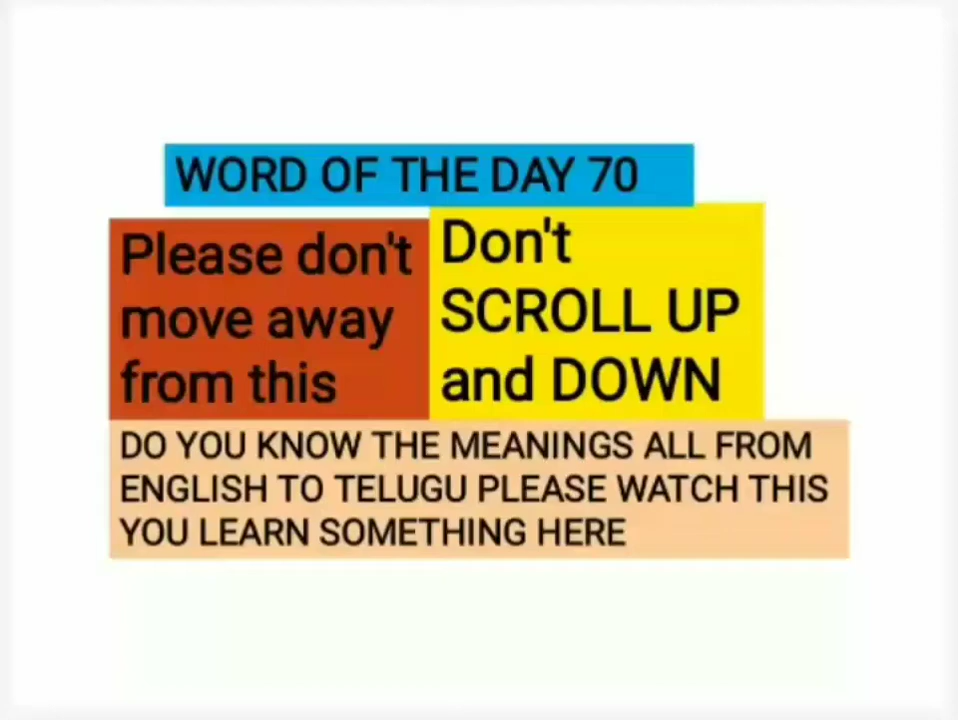 WORD OF THE DAY 70
Please don't
move away
from this
Don't
SCROLL UP
and DOWN
DO YOU KNOW THE MEANINGS ALL FROM
ENGLISH TO TELUGU PLEASE WATCH THIS
YOU LEARN SOMETHING HERE